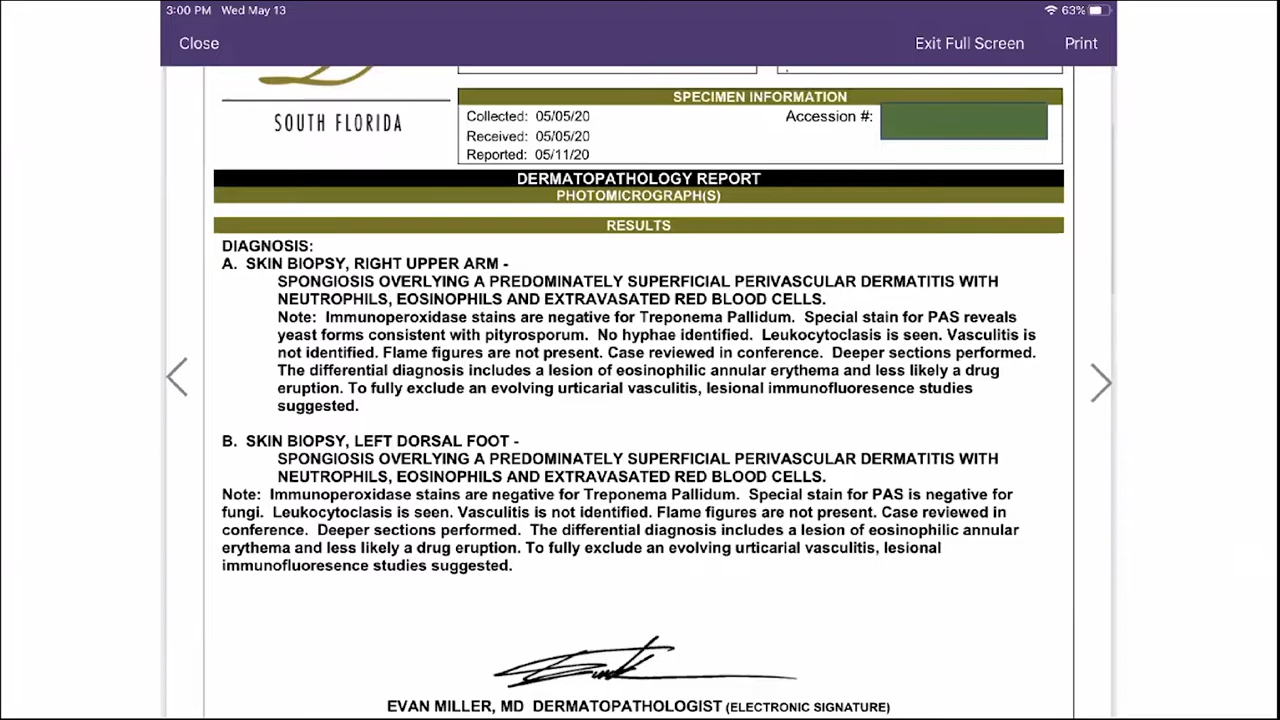 3:00 PM Wed May 13
63%
Close
Exit Full Screen
Print
SOUTH FLORIDA
SPECIMEN INFORMATION
Collected: 05/05/20
Accession #:
Received: 05/05/20
Reported: 05/11/20
DERMATOPATHOLOGY REPORT
PHOTOMICROGRAPH(S)
RESULTS
DIAGNOSIS:
A. SKIN BIOPSY, RIGHT UPPER ARM -
SPONGIOSIS OVERLYING A PREDOMINATELY SUPERFICIAL PERIVASCULAR DERMATITIS WITH
NEUTROPHILS, EOSINOPHILS AND EXTRAVASATED RED BLOOD CELLS.
Note: Immunoperoxidase stains are negative for Treponema Pallidum. Special stain for PAS reveals
yeast forms consistent with pityrosporum. No hyphae identified. Leukocytoclasis is seen. Vasculitis is
not identified. Flame figures are not present. Case reviewed in conference. Deeper sections performed.
The differential diagnosis includes a lesion of eosinophilic annular erythema and less likely a drug
eruption. To fully exclude an evolving urticarial vasculitis, lesional immunofluoresence studies
suggested.
B. SKIN BIOPSY, LEFT DORSAL FOOT -
SPONGIOSIS OVERLYING A PREDOMINATELY SUPERFICIAL PERIVASCULAR DERMATITIS WITH
NEUTROPHILS, EOSINOPHILS AND EXTRAVASATED RED BLOOD CELLS.
Note: Immunoperoxidase stains are negative for Treponema Pallidum. Special stain for PAS is negative for
fungi. Leukocytoclasis is seen. Vasculitis is not identified. Flame figures are not present. Case reviewed in
conference. Deeper sections performed. The differential diagnosis includes a lesion of eosinophilic annular
erythema and less likely a drug eruption. To fully exclude an evolving urticarial vasculitis, lesional
immunofluoresence studies suggested.
EVAN MILLER, MD DERMATOPATHOLOGIST (ELECTRONIC SIGNATURE)